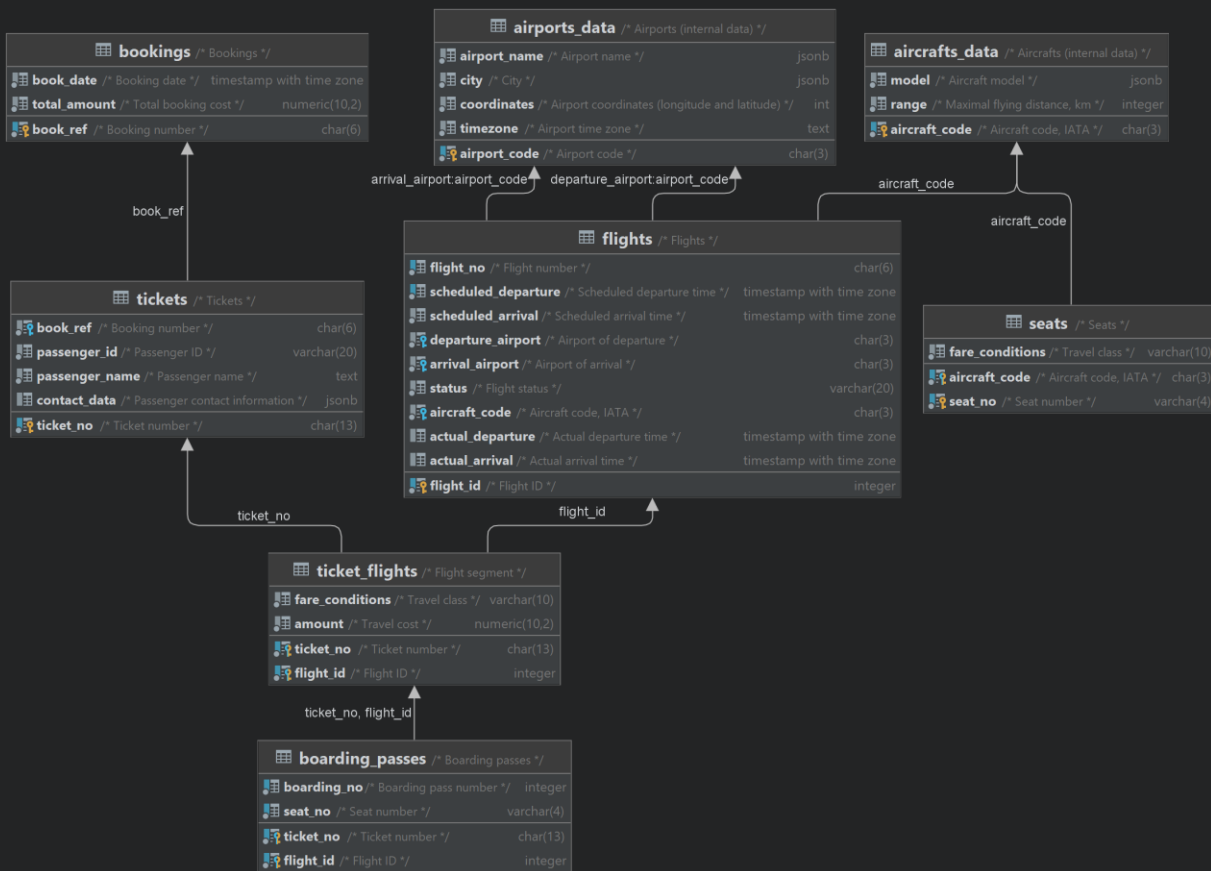 bookings /* Bookings */
book_date /* Booking date */ timestamp with time zone
total_amount /* Total booking cost */ numeric(10,2)
book_ref /* Booking number */ char(6)
airports_data /* Airports (internal data) */
airport_name /* Airport name */ jsonb
city /* City */ jsonb
coordinates /* Airport coordinates (longitude and latitude) */ int
timezone /* Airport time zone */ text
airport_code /* Airport code */ char(3)
aircrafts_data /* Aircrafts (internal data) */
model /* Aircraft model */ jsonb
range /* Maximal flying distance, km */ integer
aircraft_code /* Aircraft code, IATA */ char(3)
arrival_airport:airport_code
departure_airport:airport_code
aircraft_code
aircraft_code
book_ref
flights /* Flights */
flight_no /* Flight number */ char(6)
scheduled_departure /* Scheduled departure time */ timestamp with time zone
scheduled_arrival /* Scheduled arrival time */ timestamp with time zone
departure_airport /* Airport of departure */ char(3)
arrival_airport /* Airport of arrival */ char(3)
status /* Flight status */ varchar(20)
aircraft_code /* Aircraft code, IATA */ char(3)
actual_departure /* Actual departure time */ timestamp with time zone
actual_arrival /* Actual arrival time */ timestamp with time zone
flight_id /* Flight ID */ integer
tickets /* Tickets */
book_ref /* Booking number */ char(6)
passenger_id /* Passenger ID */ varchar(20)
passenger_name /* Passenger name */ text
contact_data /* Passenger contact information */ jsonb
ticket_no /* Ticket number */ char(13)
seats /* Seats */
fare_conditions /* Travel class */ varchar(10)
aircraft_code /* Aircraft code, IATA */ char(3)
seat_no /* Seat number */ varchar(4)
ticket_no
flight_id
ticket_flights /* Flight segment */
fare_conditions /* Travel class */ varchar(10)
amount /* Travel cost */ numeric(10,2)
ticket_no /* Ticket number */ char(13)
flight_id /* Flight ID */ integer
ticket_no, flight_id
boarding_passes /* Boarding passes */
boarding_no /* Boarding pass number */ integer
seat_no /* Seat number */ varchar(4)
ticket_no /* Ticket number */ char(13)
flight_id /* Flight ID */ integer